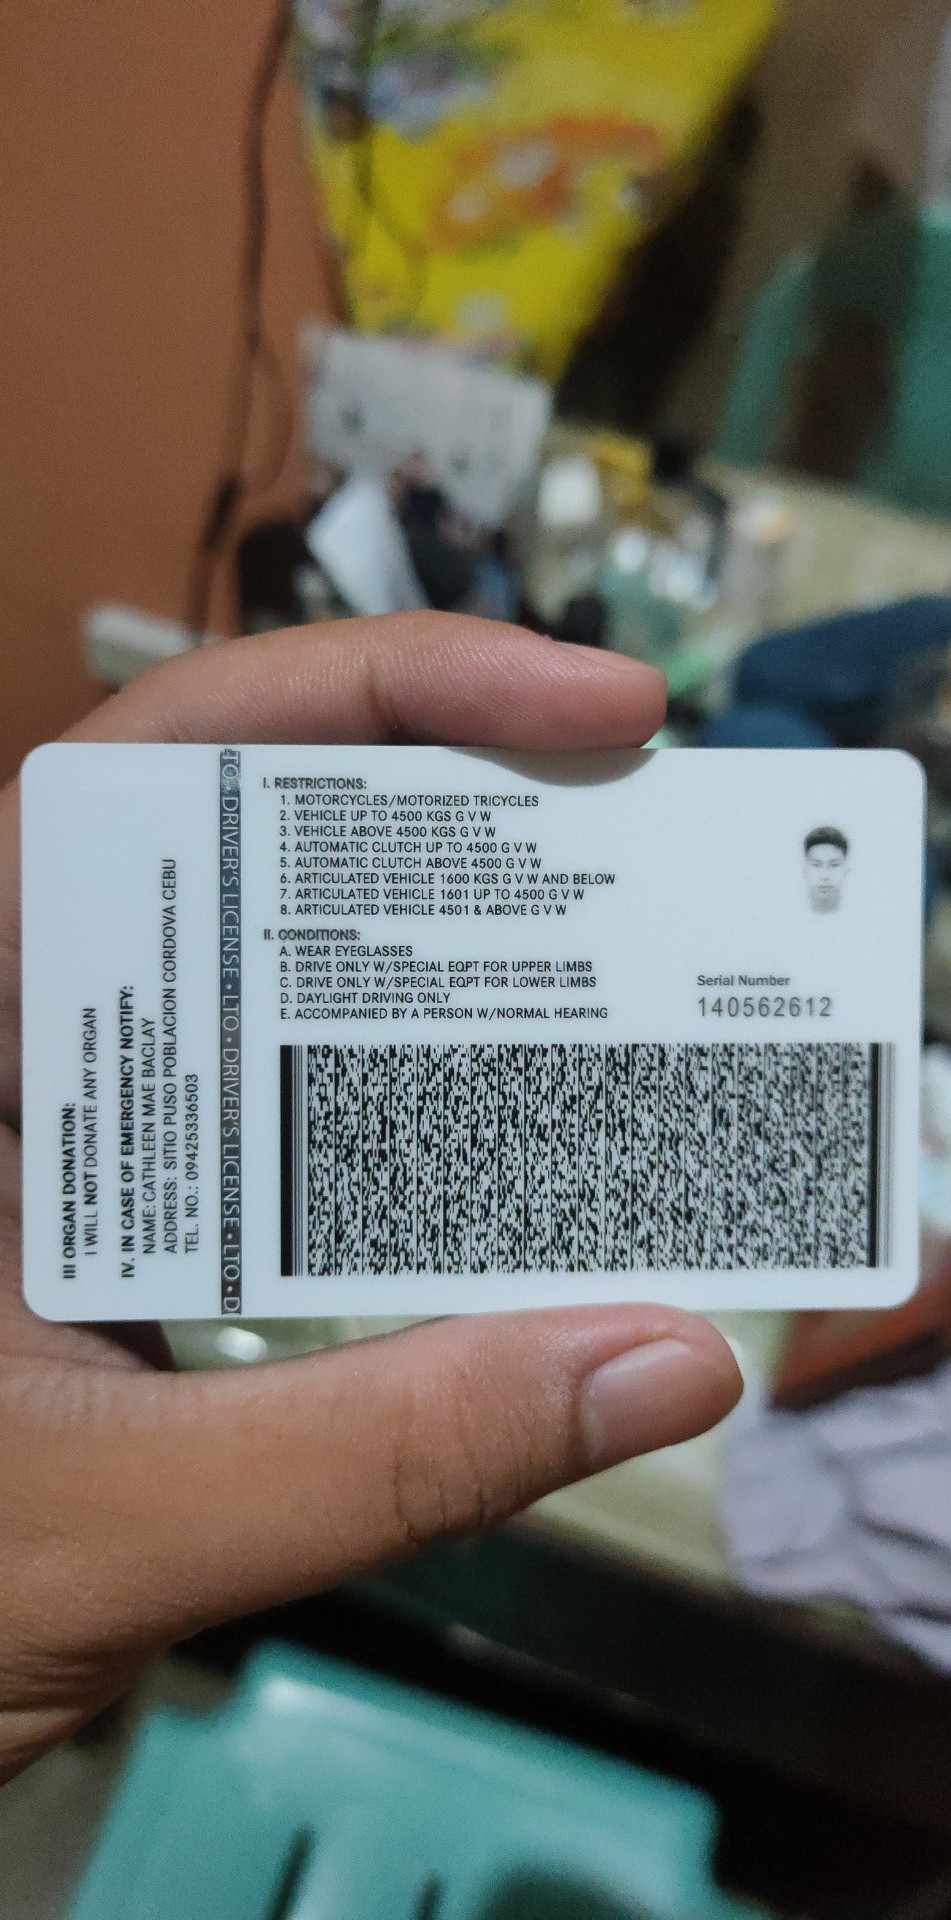 I. RESTRICTIONS:
1. MOTORCYCLES/MOTORIZED TRICYCLES
2. VEHICLE UP TO 4500 KGS G V W
3. VEHICLE ABOVE 4500 KGS G V W
4. AUTOMATIC CLUTCH UP TO 4500 G V W
5. AUTOMATIC CLUTCH ABOVE 4500 G V W
6. ARTICULATED VEHICLE 1600 KGS G V W AND BELOW
7. ARTICULATED VEHICLE 1601 UP TO 4500 G V W
8. ARTICULATED VEHICLE 4501 & ABOVE G V W
II. CONDITIONS:
A. WEAR EYEGLASSES
B. DRIVE ONLY W/SPECIAL EQPT FOR UPPER LIMBS
C. DRIVE ONLY W/SPECIAL EQPT FOR LOWER LIMBS
D. DAYLIGHT DRIVING ONLY
E. ACCOMPANIED BY A PERSON W/NORMAL HEARING
Serial Number
140562612
TO • DRIVER'S LICENSE • LTO • DRIVER'S LICENSE • LTO • D
III ORGAN DONATION:
I WILL NOT DONATE ANY ORGAN
IV. IN CASE OF EMERGENCY NOTIFY:
NAME: CATHLEEN MAE BACLAY
ADDRESS: SITIO PUSO POBLACION CORDOVA CEBU
TEL. NO.: 09425336503